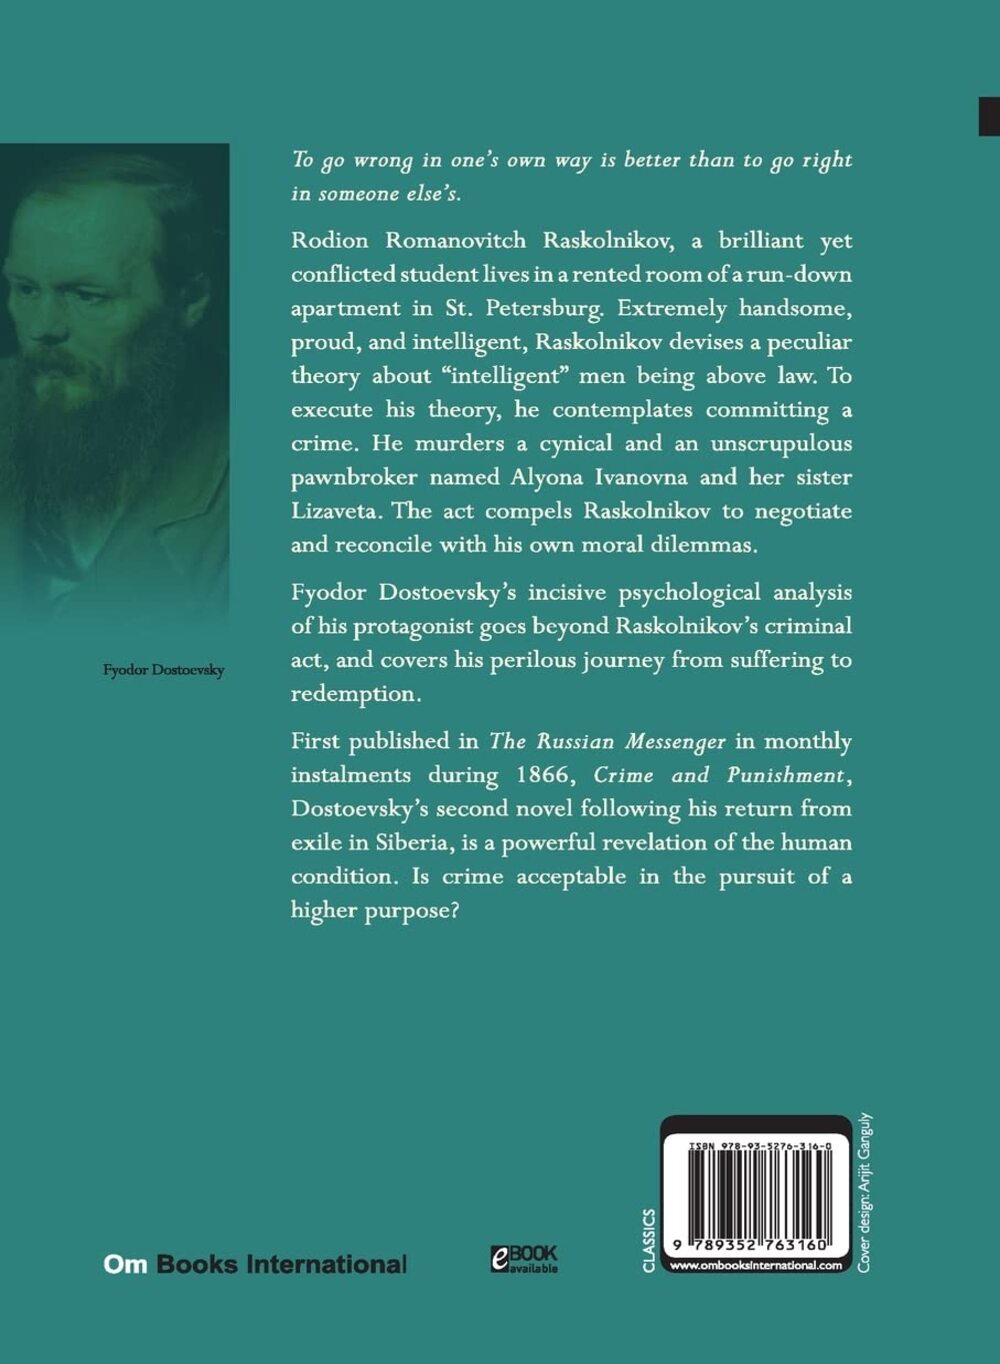 To go wrong in one's own way is better than to go right
in someone else's.
Rodion Romanovitch Raskolnikov, a brilliant yet
conflicted student lives in a rented room of a run-down
apartment in St. Petersburg. Extremely handsome,
proud, and intelligent, Raskolnikov devises a peculiar
theory about “intelligent” men being above law. To
execute his theory, he contemplates committing a
crime. He murders a cynical and an unscrupulous
pawnbroker named Alyona Ivanovna and her sister
Lizaveta. The act compels Raskolnikov to negotiate
and reconcile with his own moral dilemmas.
Fyodor Dostoevsky's incisive psychological analysis
of his protagonist goes beyond Raskolnikov's criminal
act, and covers his perilous journey from suffering to
redemption.
Fyodor Dostoevsky
First published in The Russian Messenger in monthly
instalments during 1866, Crime and Punishment,
Dostoevsky's second novel following his return from
exile in Siberia, is a powerful revelation of the human
condition. Is crime acceptable in the pursuit of a
higher purpose?
Om Books International
eBOOK
available
CLASSICS
ISBN 978-93-5276-316-0
9 789352 763160
www.ombooksinternational.com
Cover design: Arijit Ganguly